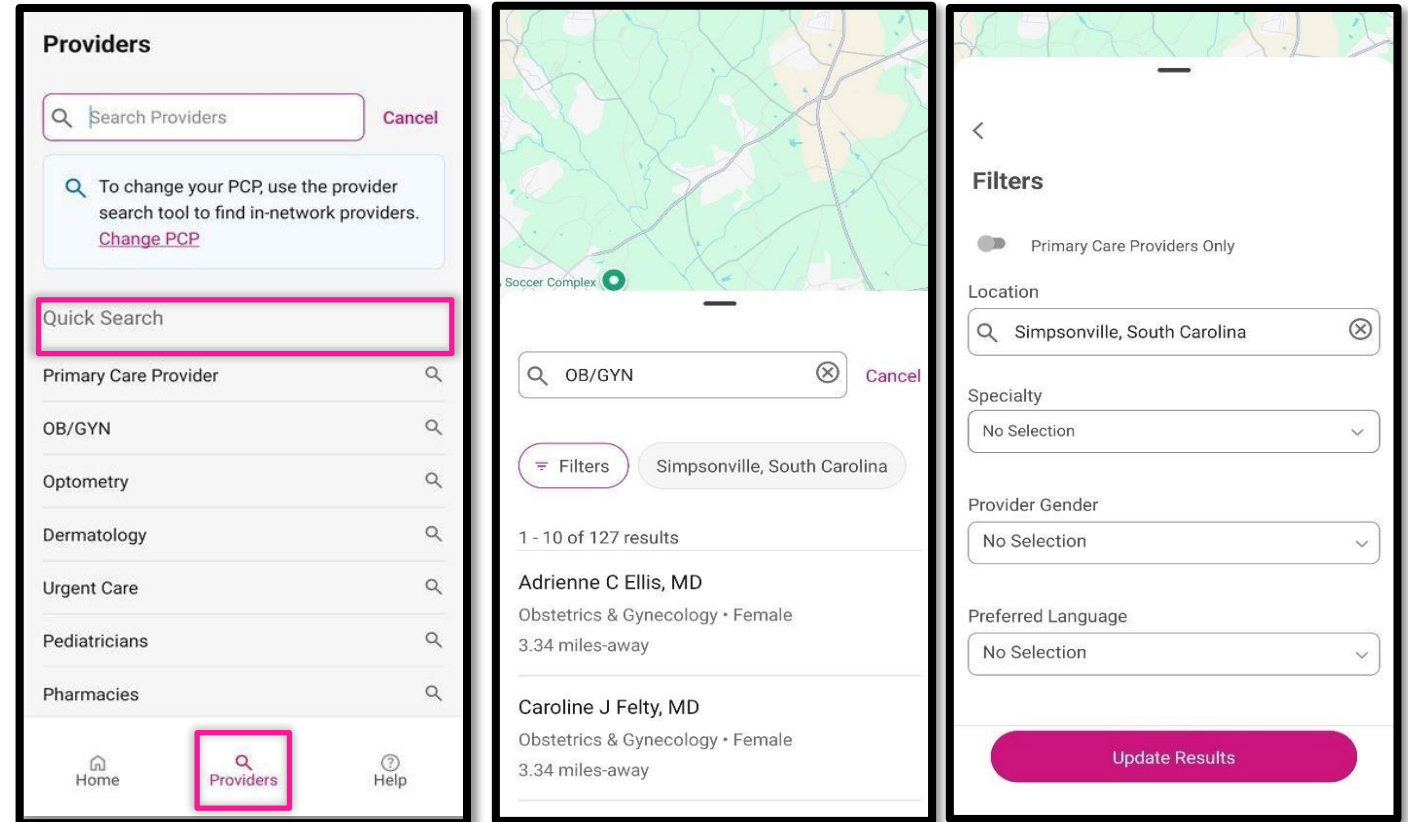 Providers
Search Providers
Cancel
To change your PCP, use the provider
search tool to find in-network providers.
Change PCP
Quick Search
Primary Care Provider
OB/GYN
Optometry
Dermatology
Urgent Care
Pediatricians
Pharmacies
Home
Providers
Help
Soccer Complex
OB/GYN
Cancel
Filters
Simpsonville, South Carolina
1 - 10 of 127 results
Adrienne C Ellis, MD
Obstetrics & Gynecology • Female
3.34 miles-away
Caroline J Felty, MD
Obstetrics & Gynecology • Female
3.34 miles-away
Filters
Primary Care Providers Only
Location
Simpsonville, South Carolina
Specialty
No Selection
Provider Gender
No Selection
Preferred Language
No Selection
Update Results